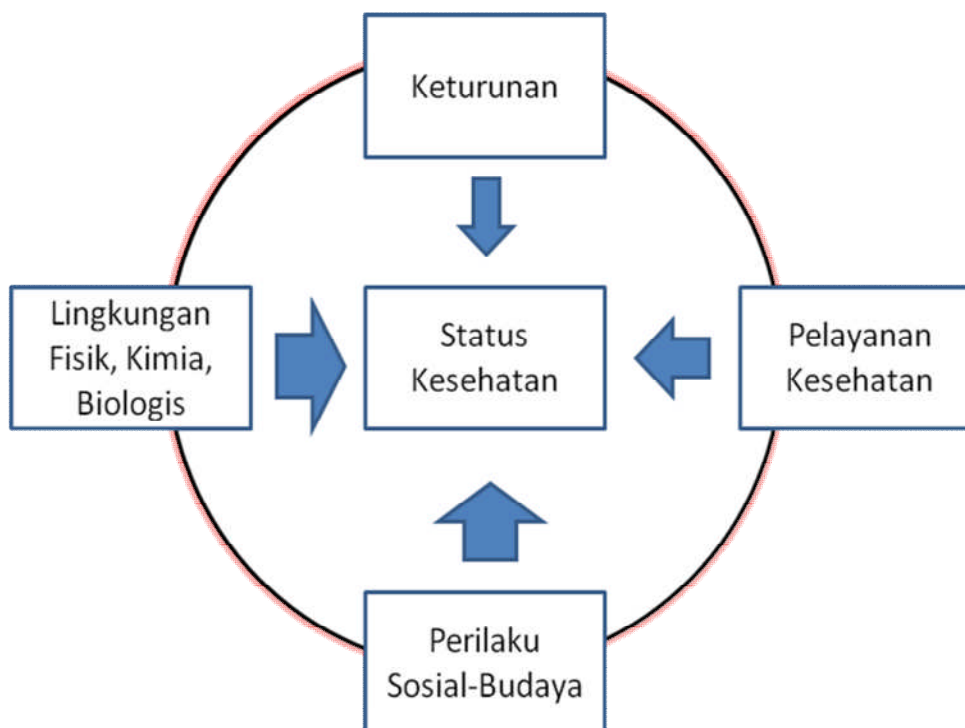 Keturunan
Lingkungan
Fisik, Kimia,
Biologis
Status
Kesehatan
Pelayanan
Kesehatan
Perilaku
Sosial-Budaya